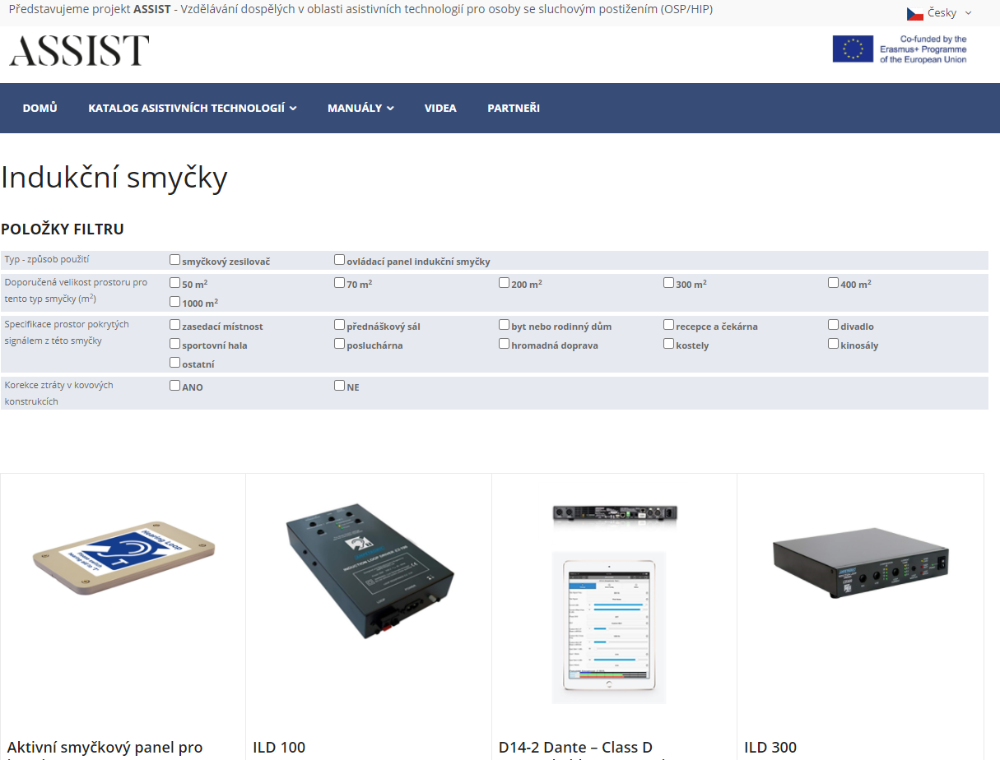 Představujeme projekt ASSIST - Vzdělávání dospělých v oblasti asistivních technologií pro osoby se sluchovým postižením (OSP/HIP)
Česky
ASSIST
Co-funded by the
Erasmus+ Programme
of the European Union
DOMŮ KATALOG ASISTIVNÍCH TECHNOLOGIÍ MANUÁLY VIDEA PARTNEŘI
Indukční smyčky
POLOŽKY FILTRU
Typ - způsob použití smyčkový zesilovač ovládací panel indukční smyčky
Doporučená velikost prostoru pro tento typ smyčky (m²) 50 m² 70 m² 200 m² 300 m² 400 m²
1000 m²
Specifikace prostor pokrytých signálem z této smyčky zasedací místnost přednáškový sál byt nebo rodinný dům recepce a čekárna divadlo
sportovní hala posluchárna hromadná doprava kostely kinosály
ostatní
Korekce ztráty v kovových konstrukcích ANO NE
Hearing Loop
T
INDUCTION LOOP DRIVER
Aktivní smyčkový panel pro
ILD 100
D14-2 Dante – Class D
ILD 300